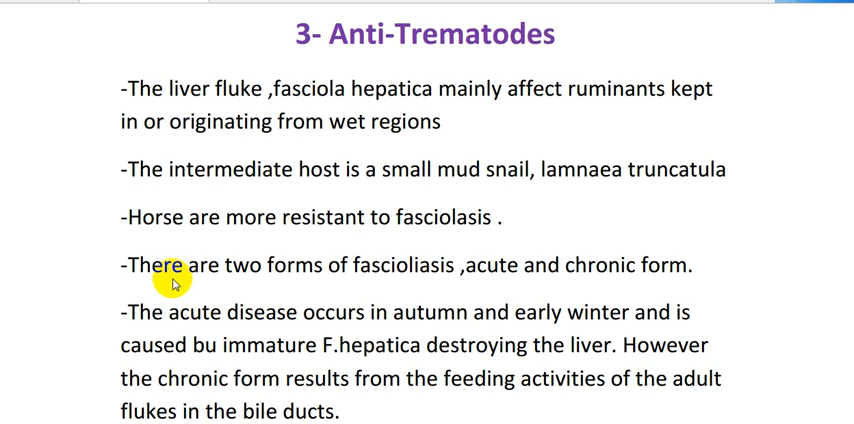 3- Anti-Trematodes
-The liver fluke ,fasciola hepatica mainly affect ruminants kept
in or originating from wet regions
-The intermediate host is a small mud snail, lamnaea truncatula
-Horse are more resistant to fasciolasis .
-There are two forms of fascioliasis ,acute and chronic form.
-The acute disease occurs in autumn and early winter and is
caused bu immature F.hepatica destroying the liver. However
the chronic form results from the feeding activities of the adult
flukes in the bile ducts.